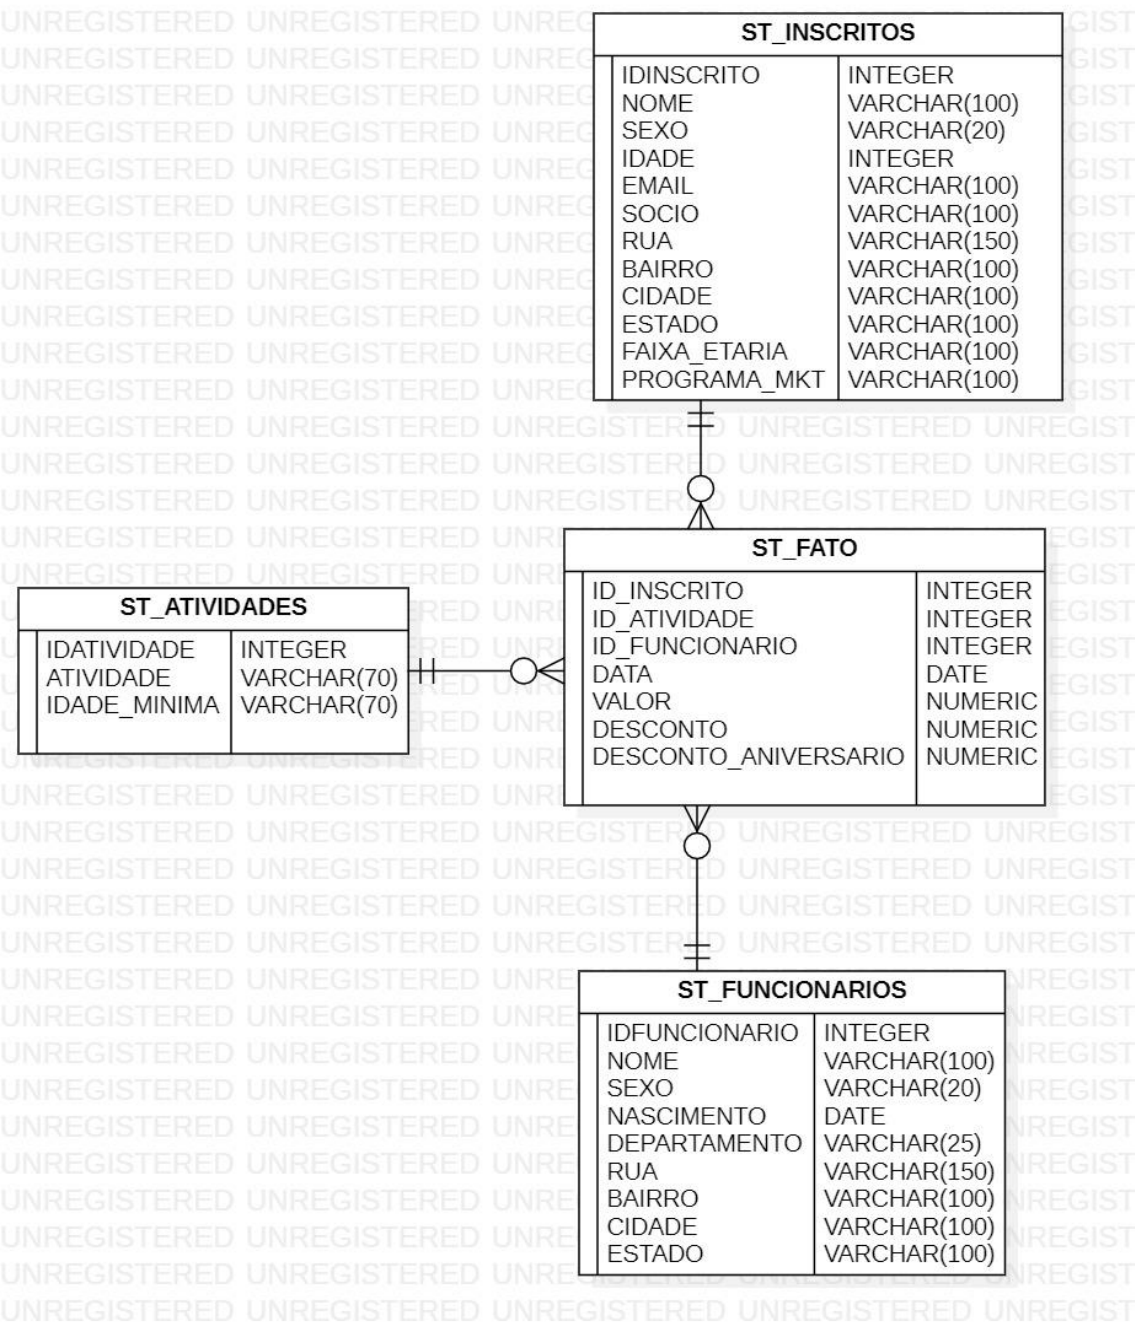 ST_INSCRITOS
IDINSCRITO INTEGER
NOME VARCHAR(100)
SEXO VARCHAR(20)
IDADE INTEGER
EMAIL VARCHAR(100)
SOCIO VARCHAR(100)
RUA VARCHAR(150)
BAIRRO VARCHAR(100)
CIDADE VARCHAR(100)
ESTADO VARCHAR(100)
FAIXA_ETARIA VARCHAR(100)
PROGRAMA_MKT VARCHAR(100)
ST_FATO
ID_INSCRITO INTEGER
ID_ATIVIDADE INTEGER
ID_FUNCIONARIO INTEGER
DATA DATE
VALOR NUMERIC
DESCONTO NUMERIC
DESCONTO_ANIVERSARIO NUMERIC
ST_ATIVIDADES
IDATIVIDADE INTEGER
ATIVIDADE VARCHAR(70)
IDADE_MINIMA VARCHAR(70)
ST_FUNCIONARIOS
IDFUNCIONARIO INTEGER
NOME VARCHAR(100)
SEXO VARCHAR(20)
NASCIMENTO DATE
DEPARTAMENTO VARCHAR(25)
RUA VARCHAR(150)
BAIRRO VARCHAR(100)
CIDADE VARCHAR(100)
ESTADO VARCHAR(100)
UNREGISTERED